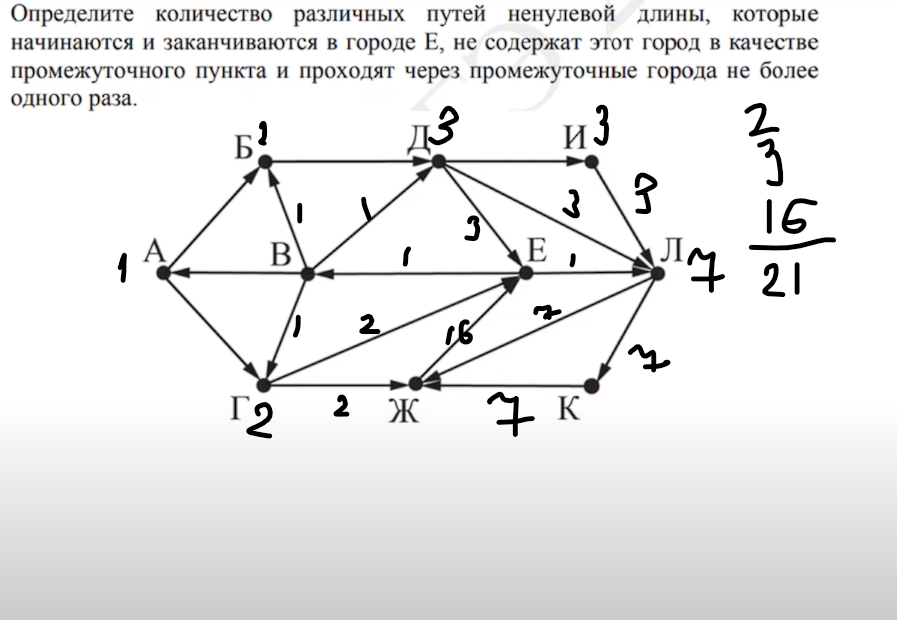 Определите количество различных путей ненулевой длины, которые
начинаются и заканчиваются в городе Е, не содержат этот город в качестве
промежуточного пункта и проходят через промежуточные города не более
одного раза.
Б 1 Д 3 И 3 2
3
1 1 3 3 3 16
А 1 В 1 Е 1 Л 7 21
1 2 16 7 7
Г 2 2 Ж 7 К